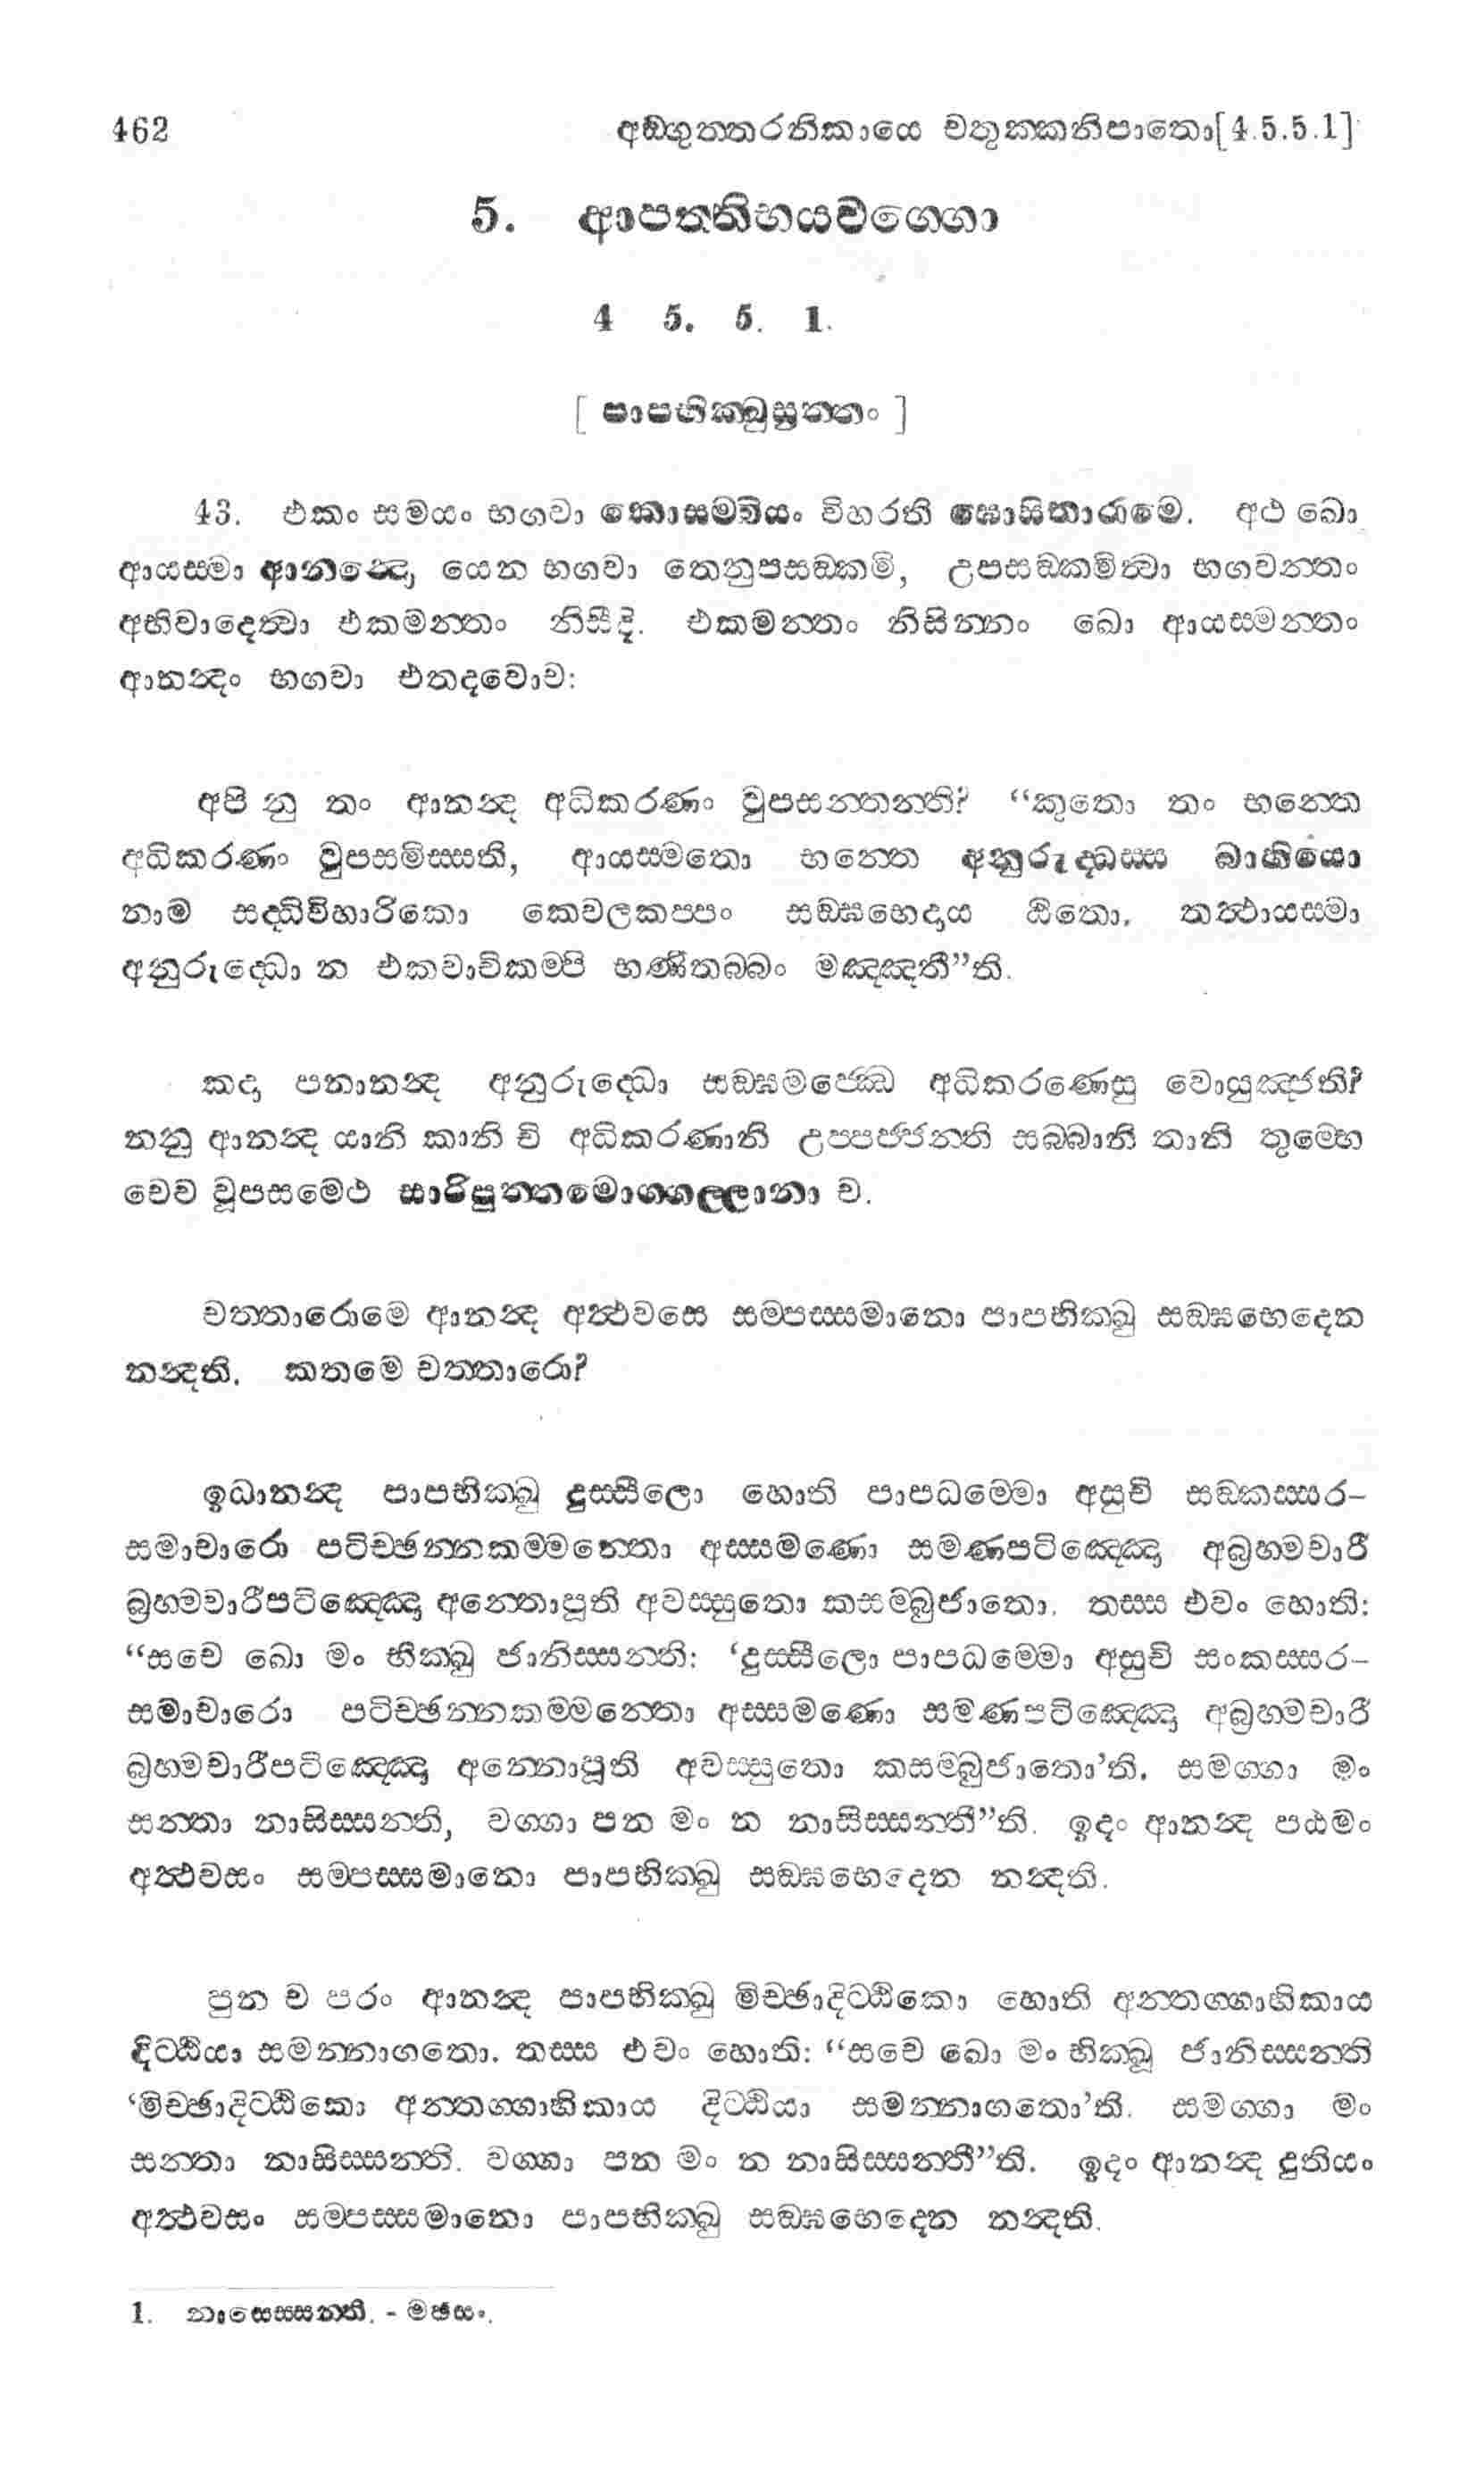 462 අඞ්ගුත්තරනිකායෙ චතුක්කනිපාතො[4.5.5.1]
5. ආපත්තිභයවග්ගො
4 5. 5. 1.
[ පාපභික්ඛුසුත්තං ]
43. එකං සමයං භගවා කොසම්බියං විහරති ඝොසිතාරාමෙ. අථ ඛො
ආයස්මා ආනන්‍දො යෙන භගවා තෙනුපසඞ්කමි, උපසඞ්කමිත්‍වා භගවන්තං
අභිවාදෙත්‍වා එකමන්තං නිසීදි. එකමන්තං නිසින්නං ඛො ආයස්මන්තං
ආනන්‍දං භගවා එතදවොච:
අපි නු තං ආනන්‍ද අධිකරණං වූපසන්තන්ති? “කුතො තං භන්තෙ
අධිකරණං වූපසමිස්සති, ආයස්මතො භන්තෙ අනුරුද්ධස්ස බාහියො
නාම සද්ධිවිහාරිකො කෙවලකප්පං සඞ්ඝභෙදාය ඨිතො, තත්‍ථායස්මා
අනුරුද්ධො න එකවාචිකම්පි භණිතබ්බං මඤ්ඤතී”ති.
කදා පනානන්‍ද අනුරුද්ධො සඞ්ඝමජ්ඣෙ අධිකරණෙසු වොයුඤ්ජති?
නනු ආනන්‍ද යානි කානි චි අධිකරණානි උප්පජ්ජන්ති සබ්බානි තානි තුම්හෙ
චෙව වූපසමෙථ සාරිපුත්තමොග්ගල්ලානා ච.
චත්තාරොමෙ ආනන්‍ද අත්‍ථවසෙ සම්පස්සමානො පාපභික්ඛු සඞ්ඝභෙදෙන
නන්‍දති. කතමෙ චත්තාරො?
ඉධානන්‍ද පාපභික්ඛු දුස්සීලො හොති පාපධම්මො අසුචි සඞ්කස්සර-
සමාචාරො පටිච්ඡන්නකම්මන්තො අස්සමණො සමණපටිඤ්ඤො අබ්‍රහ්මචාරී
බ්‍රහ්මචාරීපටිඤ්ඤො අන්තොපූති අවස්සුතො කසම්බුජාතො. තස්ස එවං හොති:
“සචෙ ඛො මං භික්ඛු ජානිස්සන්ති: ‘දුස්සීලො පාපධම්මො අසුචි සංකස්සර-
සමාචාරො පටිච්ඡන්නකම්මන්තො අස්සමණො සමණපටිඤ්ඤො අබ්‍රහ්මචාරී
බ්‍රහ්මචාරීපටිඤ්ඤො අන්තොපූති අවස්සුතො කසම්බුජාතො’ති. සමග්ගා මං
සන්තා නාසිස්සන්ති, වග්ගා පන මං න නාසිස්සන්තී”ති. ඉදං ආනන්‍ද පඨමං
අත්‍ථවසං සම්පස්සමානො පාපභික්ඛු සඞ්ඝභෙදෙන නන්‍දති.
පුන ච පරං ආනන්‍ද පාපභික්ඛු මිච්ඡාදිට්ඨිකො හොති අන්තග්ගාහිකාය
දිට්ඨියා සමන්නාගතො. තස්ස එවං හොති: “සචෙ ඛො මං භික්ඛූ ජානිස්සන්ති
‘මිච්ඡාදිට්ඨිකො අන්තග්ගාහිකාය දිට්ඨියා සමන්නාගතො’ති. සමග්ගා මං
සන්තා නාසිස්සන්ති. වග්ගා පන මං න නාසිස්සන්තී”ති. ඉදං ආනන්‍ද දුතියං
අත්‍ථවසං සම්පස්සමානො පාපභික්ඛු සඞ්ඝභෙදෙන නන්‍දති.
1. නාසෙස්සන්ති. - මඡසං.